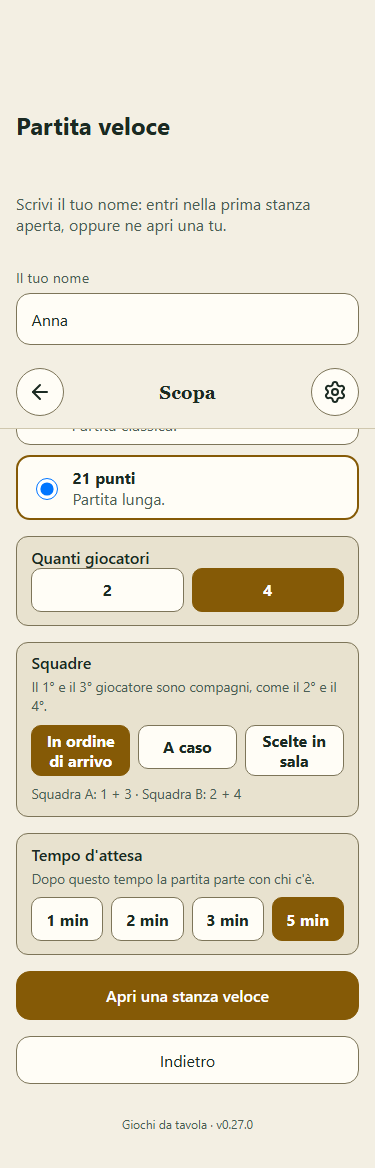 Partita veloce
Scrivi il tuo nome: entri nella prima stanza
aperta, oppure ne apri una tu.
Il tuo nome
Anna
Scopa
Partita classica.
21 punti
Partita lunga.
Quanti giocatori
2
4
Squadre
Il 1° e il 3° giocatore sono compagni, come il 2° e il
4°.
In ordine
di arrivo
A caso
Scelte in
sala
Squadra A: 1 + 3 · Squadra B: 2 + 4
Tempo d'attesa
Dopo questo tempo la partita parte con chi c'è.
1 min
2 min
3 min
5 min
Apri una stanza veloce
Indietro
Giochi da tavola · v0.27.0